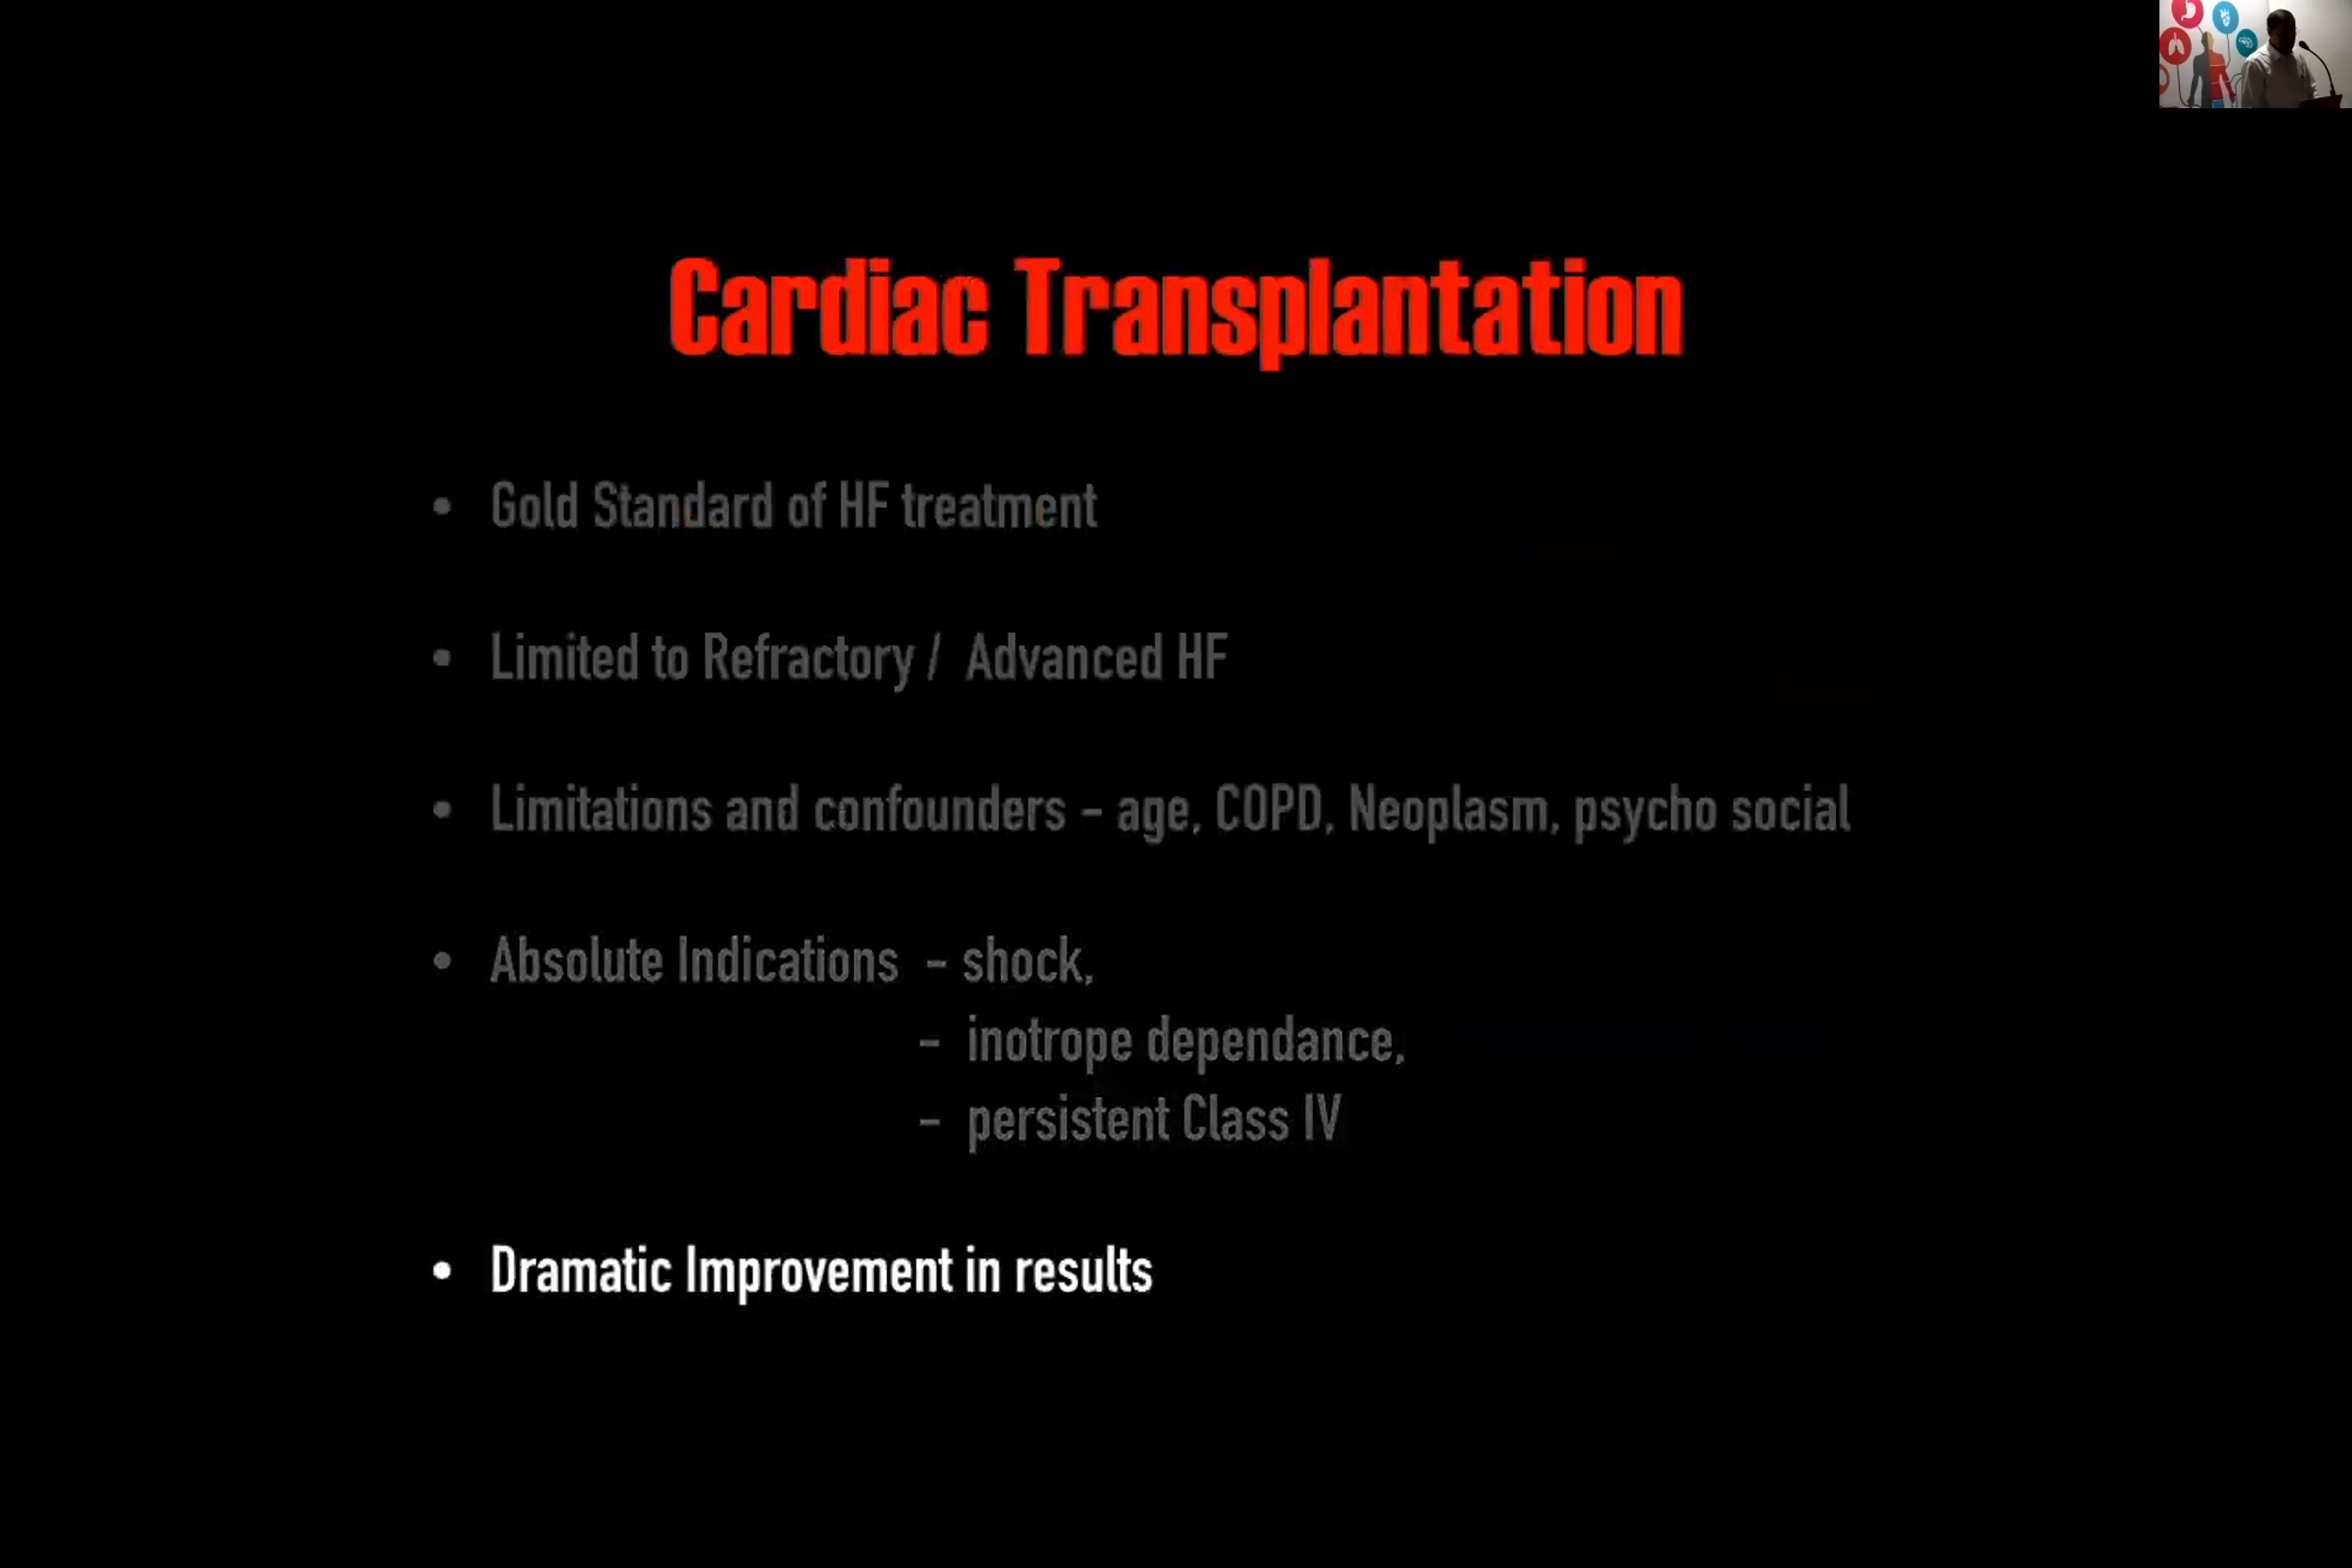 Cardiac Transplantation
• Gold Standard of HF treatment
• Limited to Refractory / Advanced HF
• Limitations and confounders – age, COPD, Neoplasm, psycho social
• Absolute Indications – shock,
– inotrope dependance,
– persistent Class IV
• Dramatic Improvement in results